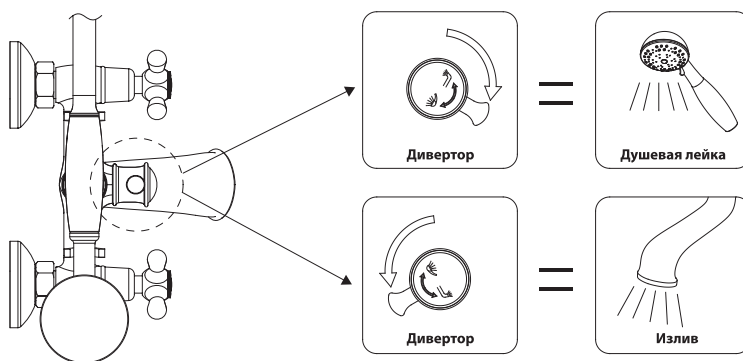 Дивертор
Душевая лейка
Дивертор
Излив